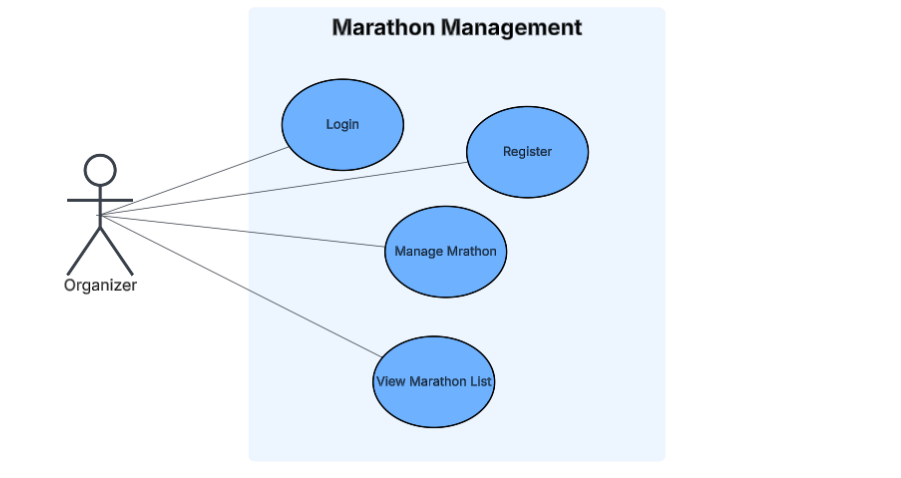 Marathon Management
Login
Register
Manage Mrathon
Organizer
View Marathon List